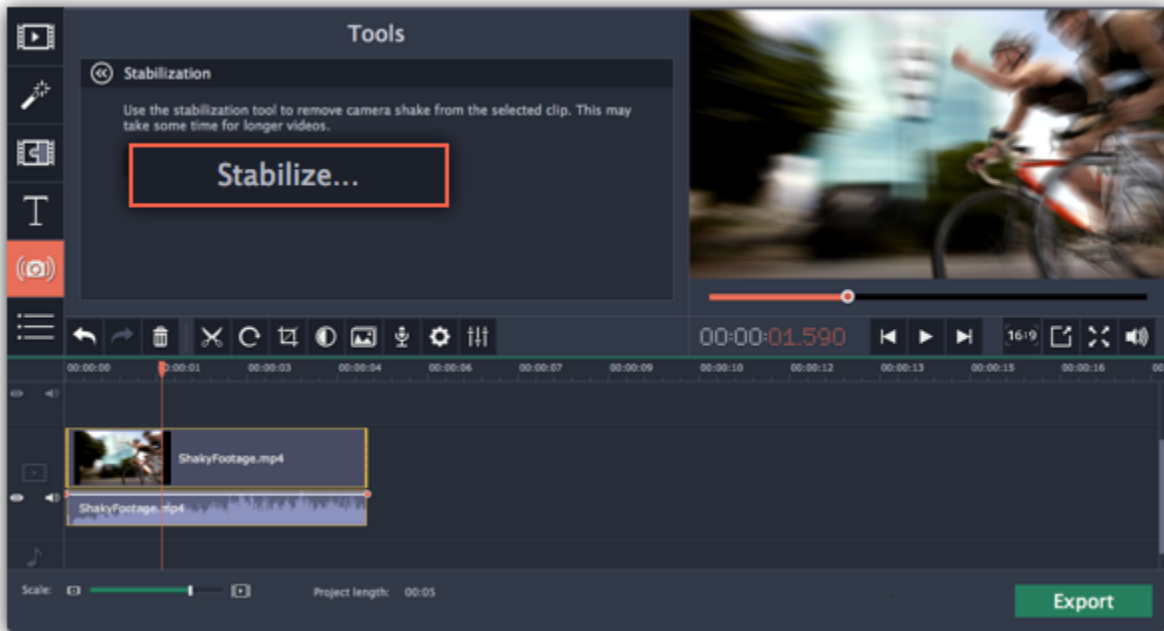 Tools
Stabilization
Use the stabilization tool to remove camera shake from the selected clip. This may
take some time for longer videos.
Stabilize...
T
00:00:01.590
16:9
00:00:00 00:00:01 00:00:03 00:00:04 00:00:06 00:00:07 00:00:09 00:00:10 00:00:12 00:00:13 00:00:15 00:00:16 00
ShakyFootage.mp4
ShakyFootage.mp4
Scale:
Project length: 00:05
Export